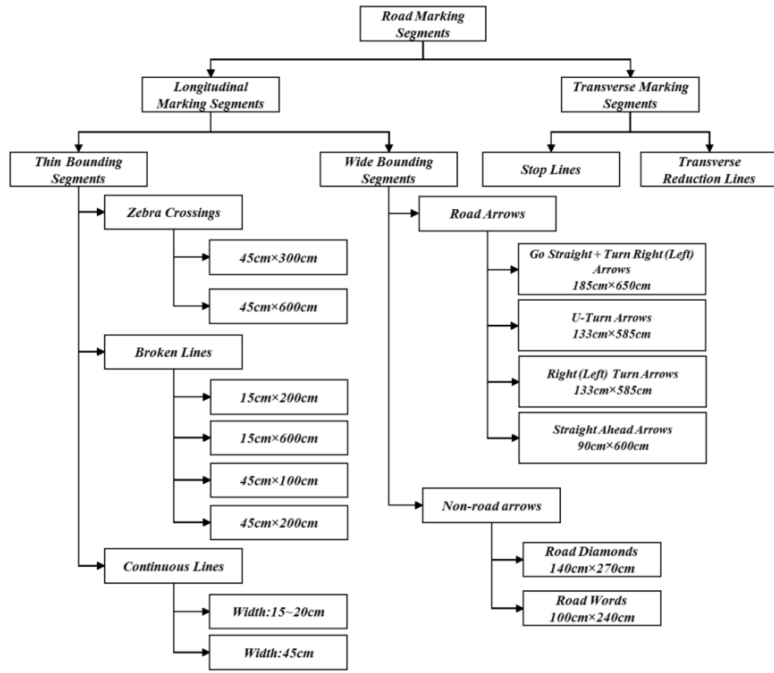 Road Marking
Segments
Longitudinal
Marking Segments
Transverse Marking
Segments
Thin Bounding
Segments
Wide Bounding
Segments
Stop Lines
Transverse
Reduction Lines
Zebra Crossings
45cm×300cm
45cm×600cm
Broken Lines
15cm×200cm
15cm×600cm
45cm×100cm
45cm×200cm
Continuous Lines
Width:15~20cm
Width:45cm
Road Arrows
Go Straight + Turn Right (Left)
Arrows
185cm×650cm
U-Turn Arrows
133cm×585cm
Right (Left) Turn Arrows
133cm×585cm
Straight Ahead Arrows
90cm×600cm
Non-road arrows
Road Diamonds
140cm×270cm
Road Words
100cm×240cm